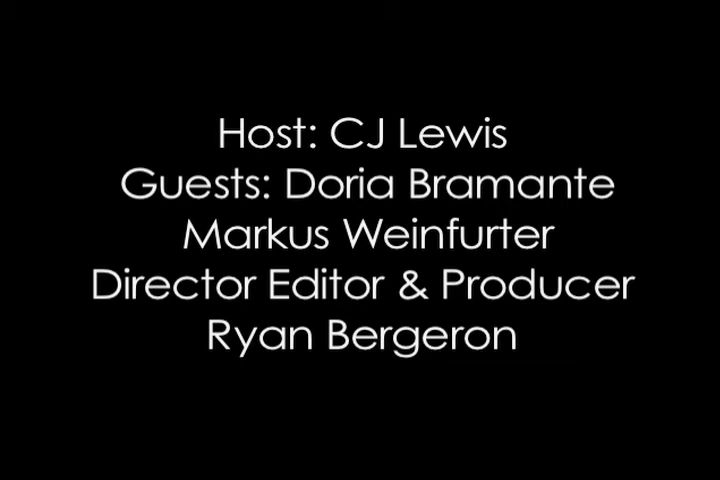 Host: CJ Lewis
Guests: Doria Bramante
Markus Weinfurter
Director Editor & Producer
Ryan Bergeron